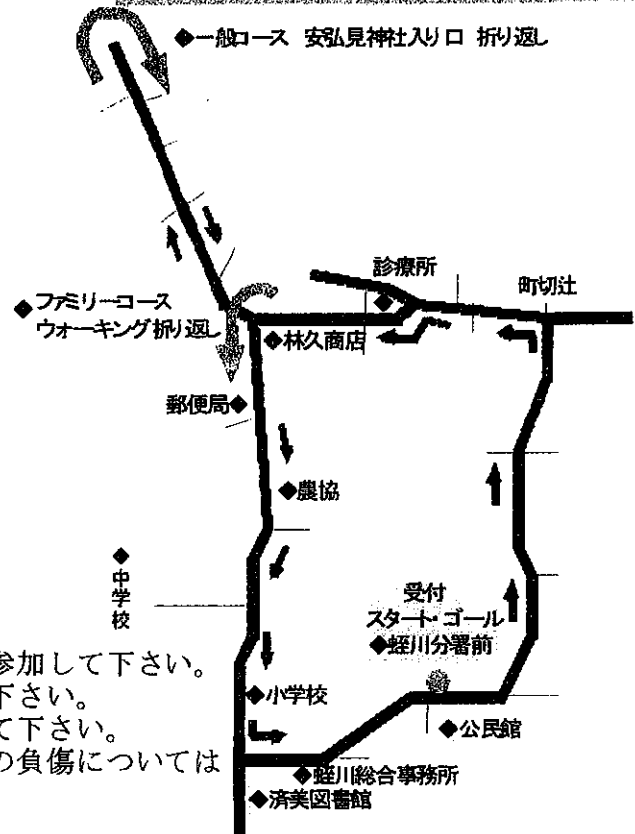 ◆一般コース 安弘見神社入り口 折り返し
診療所
町切辻
◆ファミリーコース
ウォーキング折り返し
◆林久商店
郵便局◆
◆農協
◆中学校
受付
スタート・ゴール
◆蛭川分署前
参加して下さい。
下さい。
て下さい。
の負傷については
◆小学校
◆公民館
◆蛭川総合事務所
◆済美図書館